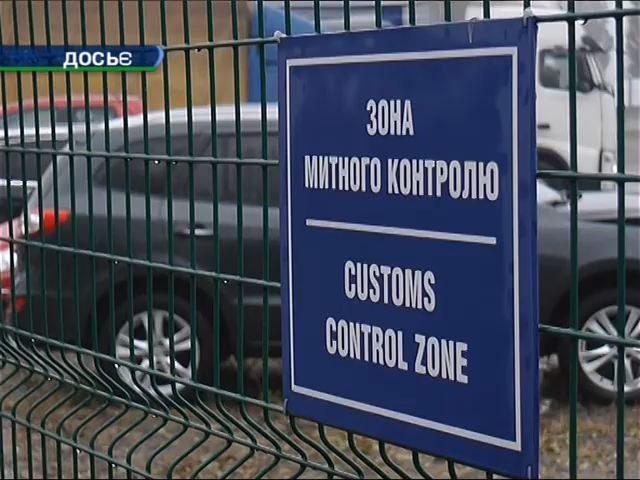 ДОСЬЄ
ЗОНА
МИТНОГО КОНТРОЛЮ
CUSTOMS
CONTROL ZONE